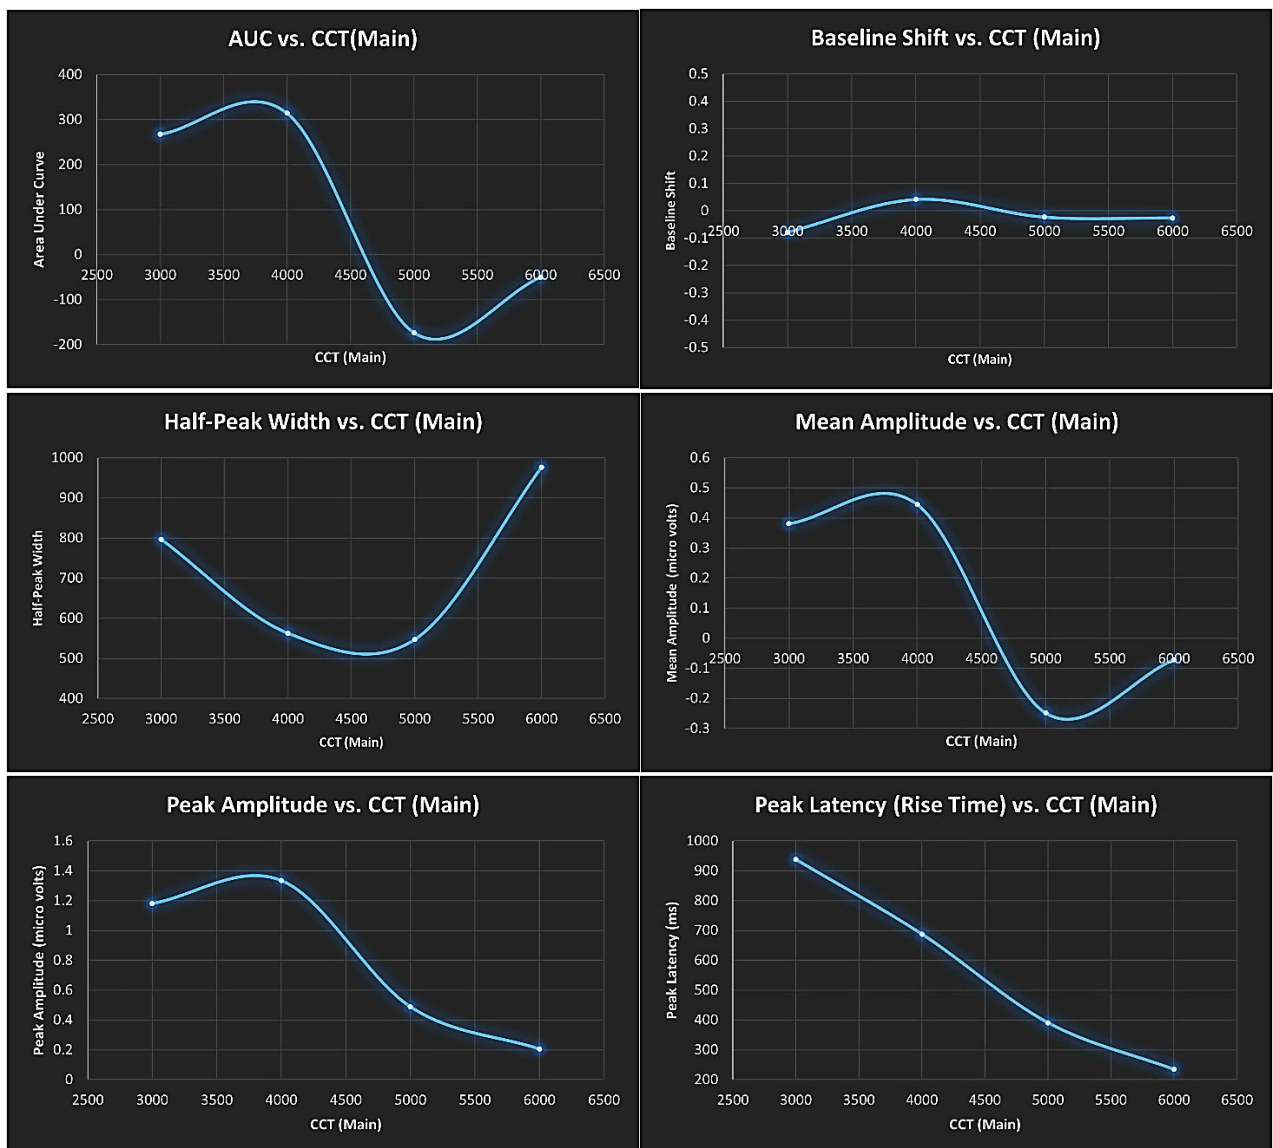 AUC vs. CCT(Main)
400
300
200
100
0
-100
-200
2500 3000 3500 4000 4500 5000 5500 6000 6500
Area Under Curve
CCT (Main)
Baseline Shift vs. CCT (Main)
0.5
0.4
0.3
0.2
0.1
0
-0.1
-0.2
-0.3
-0.4
-0.5
2500 3000 3500 4000 4500 5000 5500 6000 6500
Baseline Shift
CCT (Main)
Half-Peak Width vs. CCT (Main)
1000
900
800
700
600
500
400
2500 3000 3500 4000 4500 5000 5500 6000 6500
Half-Peak Width
CCT (Main)
Mean Amplitude vs. CCT (Main)
0.6
0.5
0.4
0.3
0.2
0.1
0
-0.1
-0.2
-0.3
2500 3000 3500 4000 4500 5000 5500 6000 6500
Mean Amplitude (micro volts)
CCT (Main)
Peak Amplitude vs. CCT (Main)
1.6
1.4
1.2
1
0.8
0.6
0.4
0.2
0
2500 3000 3500 4000 4500 5000 5500 6000 6500
Peak Amplitude (micro volts)
CCT (Main)
Peak Latency (Rise Time) vs. CCT (Main)
1000
900
800
700
600
500
400
300
200
2500 3000 3500 4000 4500 5000 5500 6000 6500
Peak Latency (ms)
CCT (Main)